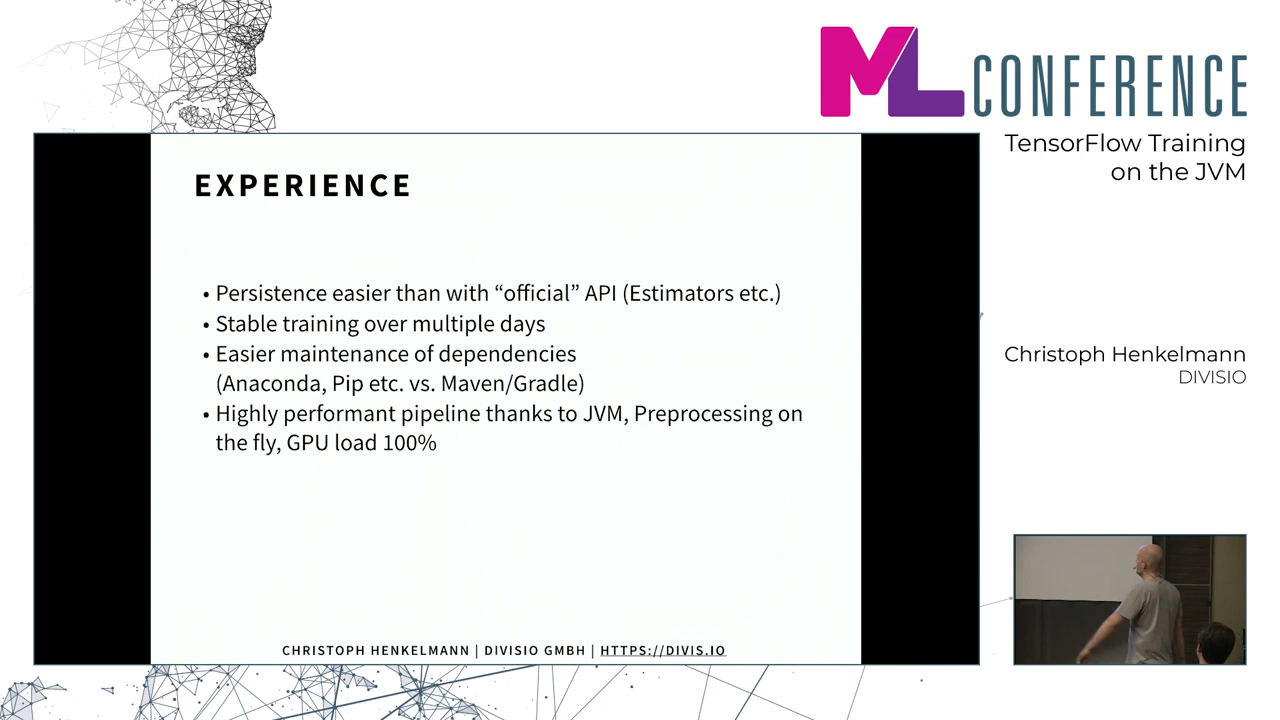 ML CONFERENCE
TensorFlow Training
on the JVM
EXPERIENCE
• Persistence easier than with “official” API (Estimators etc.)
• Stable training over multiple days
• Easier maintenance of dependencies
(Anaconda, Pip etc. vs. Maven/Gradle)
• Highly performant pipeline thanks to JVM, Preprocessing on
the fly, GPU load 100%
CHRISTOPH HENKELMANN | DIVISIO GMBH | HTTPS://DIVIS.IO
Christoph Henkelmann
DIVISIO